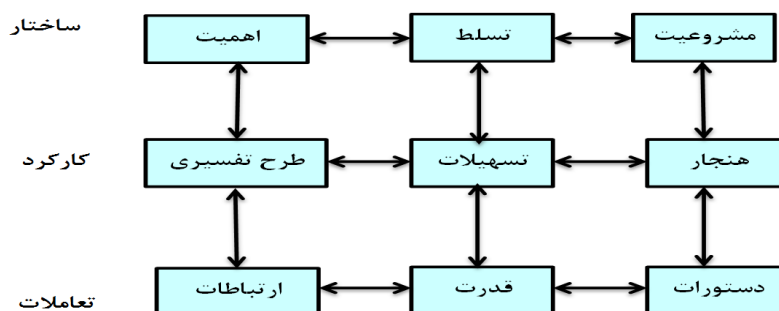 ساختار
مشروعیت
تسلط
اهمیت
کارکرد
هنجار
تسهیلات
طرح تفسیری
تعاملات
دستورات
قدرت
ارتباطات